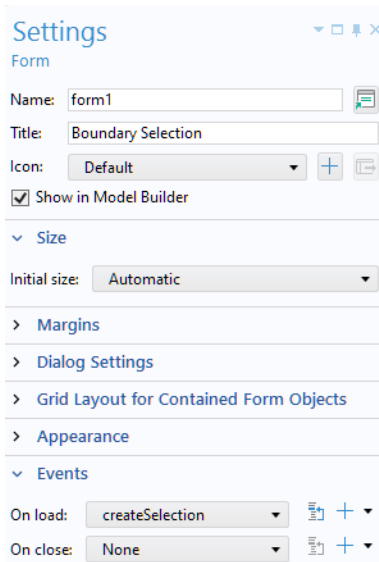 Settings
Form
Name: form1
Title: Boundary Selection
Icon: Default
Show in Model Builder
Size
Initial size: Automatic
Margins
Dialog Settings
Grid Layout for Contained Form Objects
Appearance
Events
On load: createSelection
On close: None